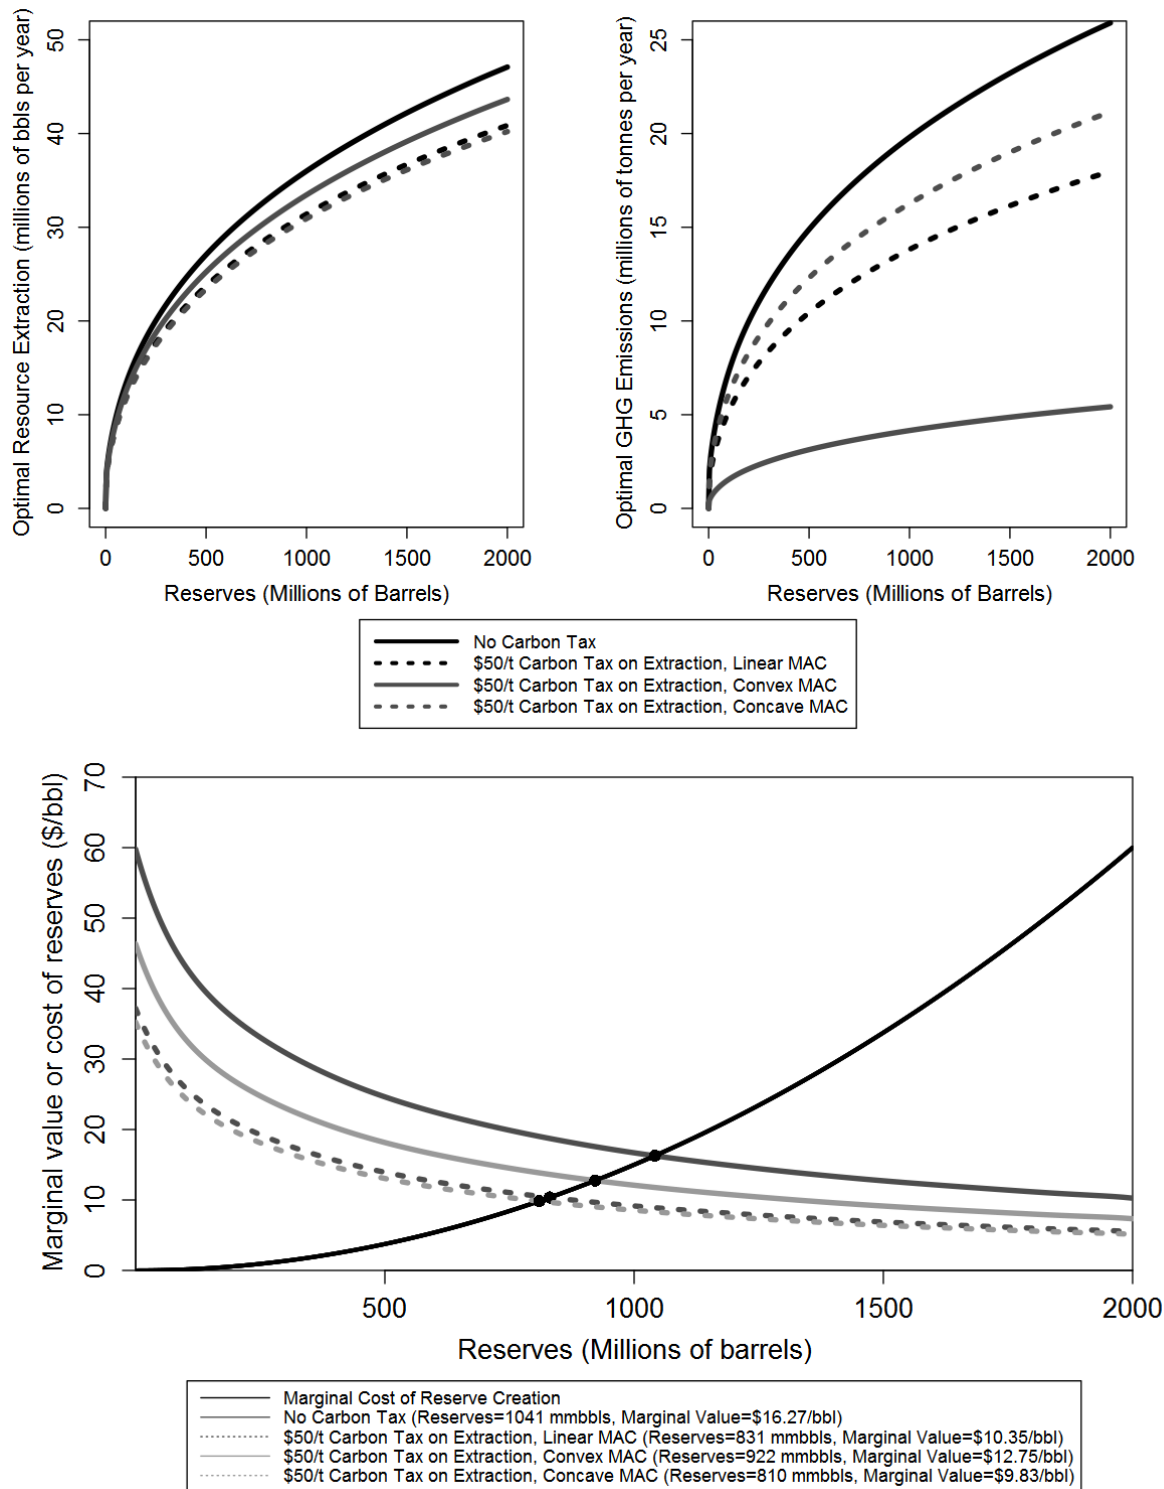 Optimal Resource Extraction (millions of bbls per year)
50
40
30
20
10
0
0 500 1000 1500 2000
Reserves (Millions of Barrels)
Optimal GHG Emissions (millions of tonnes per year)
25
20
15
10
5
0
0 500 1000 1500 2000
Reserves (Millions of Barrels)
No Carbon Tax
$50/t Carbon Tax on Extraction, Linear MAC
$50/t Carbon Tax on Extraction, Convex MAC
$50/t Carbon Tax on Extraction, Concave MAC
Marginal value or cost of reserves ($/bbl)
70
60
50
40
30
20
10
0
500 1000 1500 2000
Reserves (Millions of barrels)
Marginal Cost of Reserve Creation
No Carbon Tax (Reserves=1041 mmbbls, Marginal Value=$16.27/bbl)
$50/t Carbon Tax on Extraction, Linear MAC (Reserves=831 mmbbls, Marginal Value=$10.35/bbl)
$50/t Carbon Tax on Extraction, Convex MAC (Reserves=922 mmbbls, Marginal Value=$12.75/bbl)
$50/t Carbon Tax on Extraction, Concave MAC (Reserves=810 mmbbls, Marginal Value=$9.83/bbl)